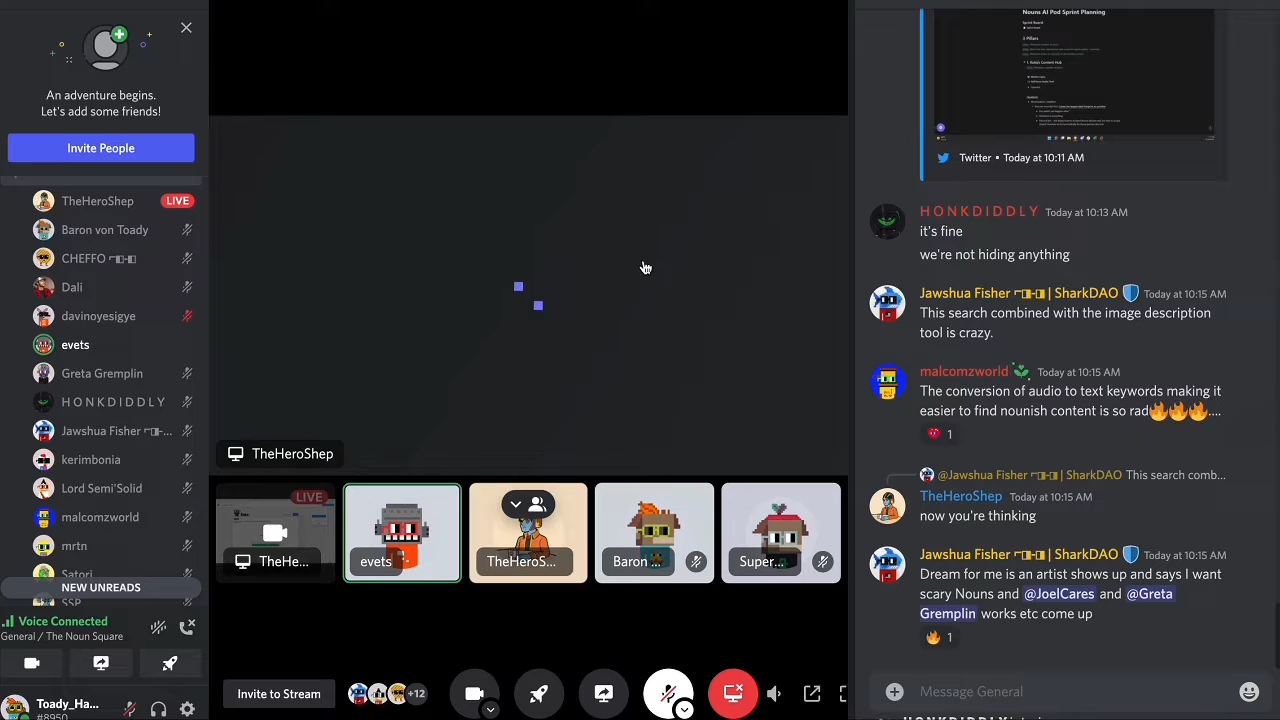 An adventure begins.
Let's add some friends!
Invite People
TheHeroShep LIVE
Baron von Toady
CHEFFO ⌐◨-◨
Dali
davinoyesigye
evets
Greta Gremplin
H O N K D I D D L Y
Jawshua Fisher ⌐◨-...
kerimbonia
Lord Semi'Solid
malcomzworld
mrtn
Satori
NEW UNREADS
SSP
Voice Connected
General / The Noun Square
Toady_Ha...
#8950
TheHeroShep
LIVE
TheHe...
evets
TheHeroS...
Baron ...
Super...
Invite to Stream
+12
Nouns AI Pod Sprint Planning
Sprint Board
3 Pillars
Twitter • Today at 10:11 AM
H O N K D I D D L Y Today at 10:13 AM
it's fine
we're not hiding anything
Jawshua Fisher ⌐◨-◨ | SharkDAO Today at 10:15 AM
This search combined with the image description
tool is crazy.
malcomzworld Today at 10:15 AM
The conversion of audio to text keywords making it
easier to find nounish content is so rad🔥🔥🔥....
1
@Jawshua Fisher ⌐◨-◨ | SharkDAO This search comb...
TheHeroShep Today at 10:15 AM
now you're thinking
Jawshua Fisher ⌐◨-◨ | SharkDAO Today at 10:15 AM
Dream for me is an artist shows up and says I want
scary Nouns and @JoelCares and @Greta
Gremplin works etc come up
1
Message General